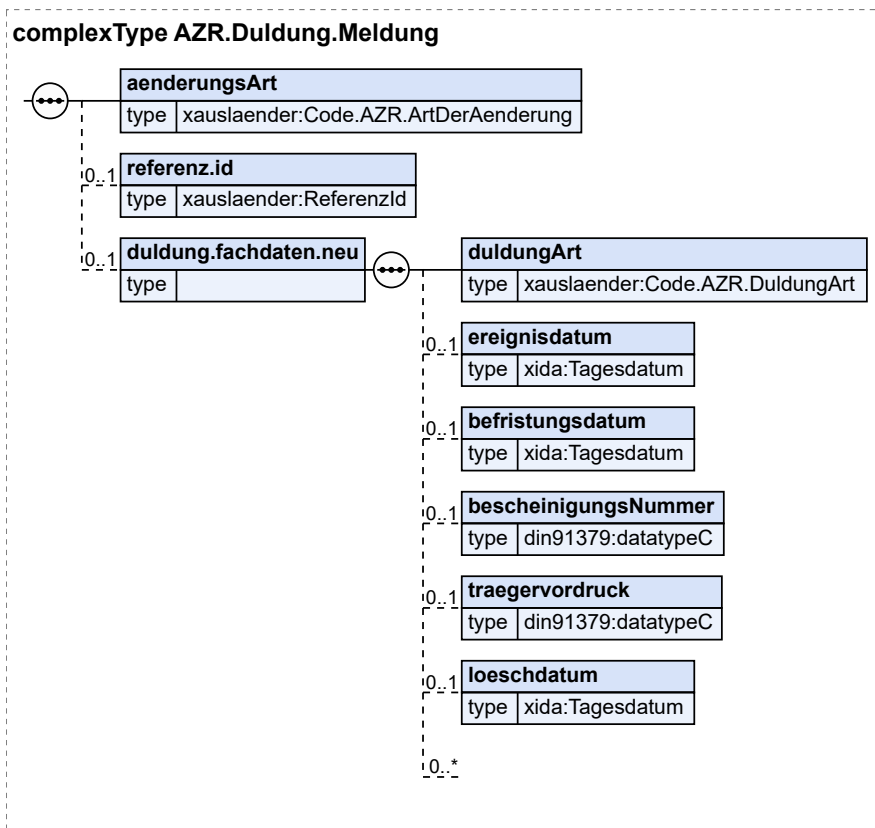 complexType AZR.Duldung.Meldung
aenderungsArt
type xauslaender:Code.AZR.ArtDerAenderung
0..1 referenz.id
type xauslaender:ReferenzId
0..1 duldung.fachdaten.neu
type
duldungArt
type xauslaender:Code.AZR.DuldungArt
0..1 ereignisdatum
type xida:Tagesdatum
0..1 befristungsdatum
type xida:Tagesdatum
0..1 bescheinigungsNummer
type din91379:datatypeC
0..1 traegervordruck
type din91379:datatypeC
0..1 loeschdatum
type xida:Tagesdatum
0..*